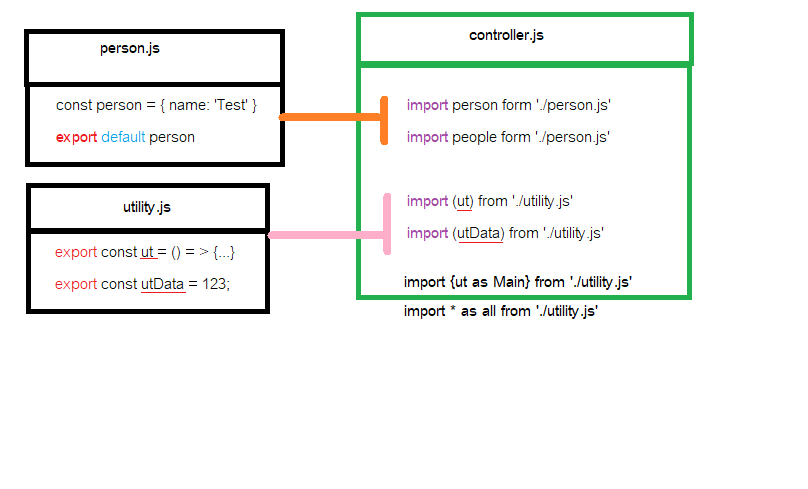 person.js
const person = { name: 'Test' }
export default person
utility.js
export const ut = () = > {...}
export const utData = 123;
controller.js
import person form './person.js'
import people form './person.js'
import (ut) from './utility.js'
import (utData) from './utility.js'
import {ut as Main} from './utility.js'
import * as all from './utility.js'